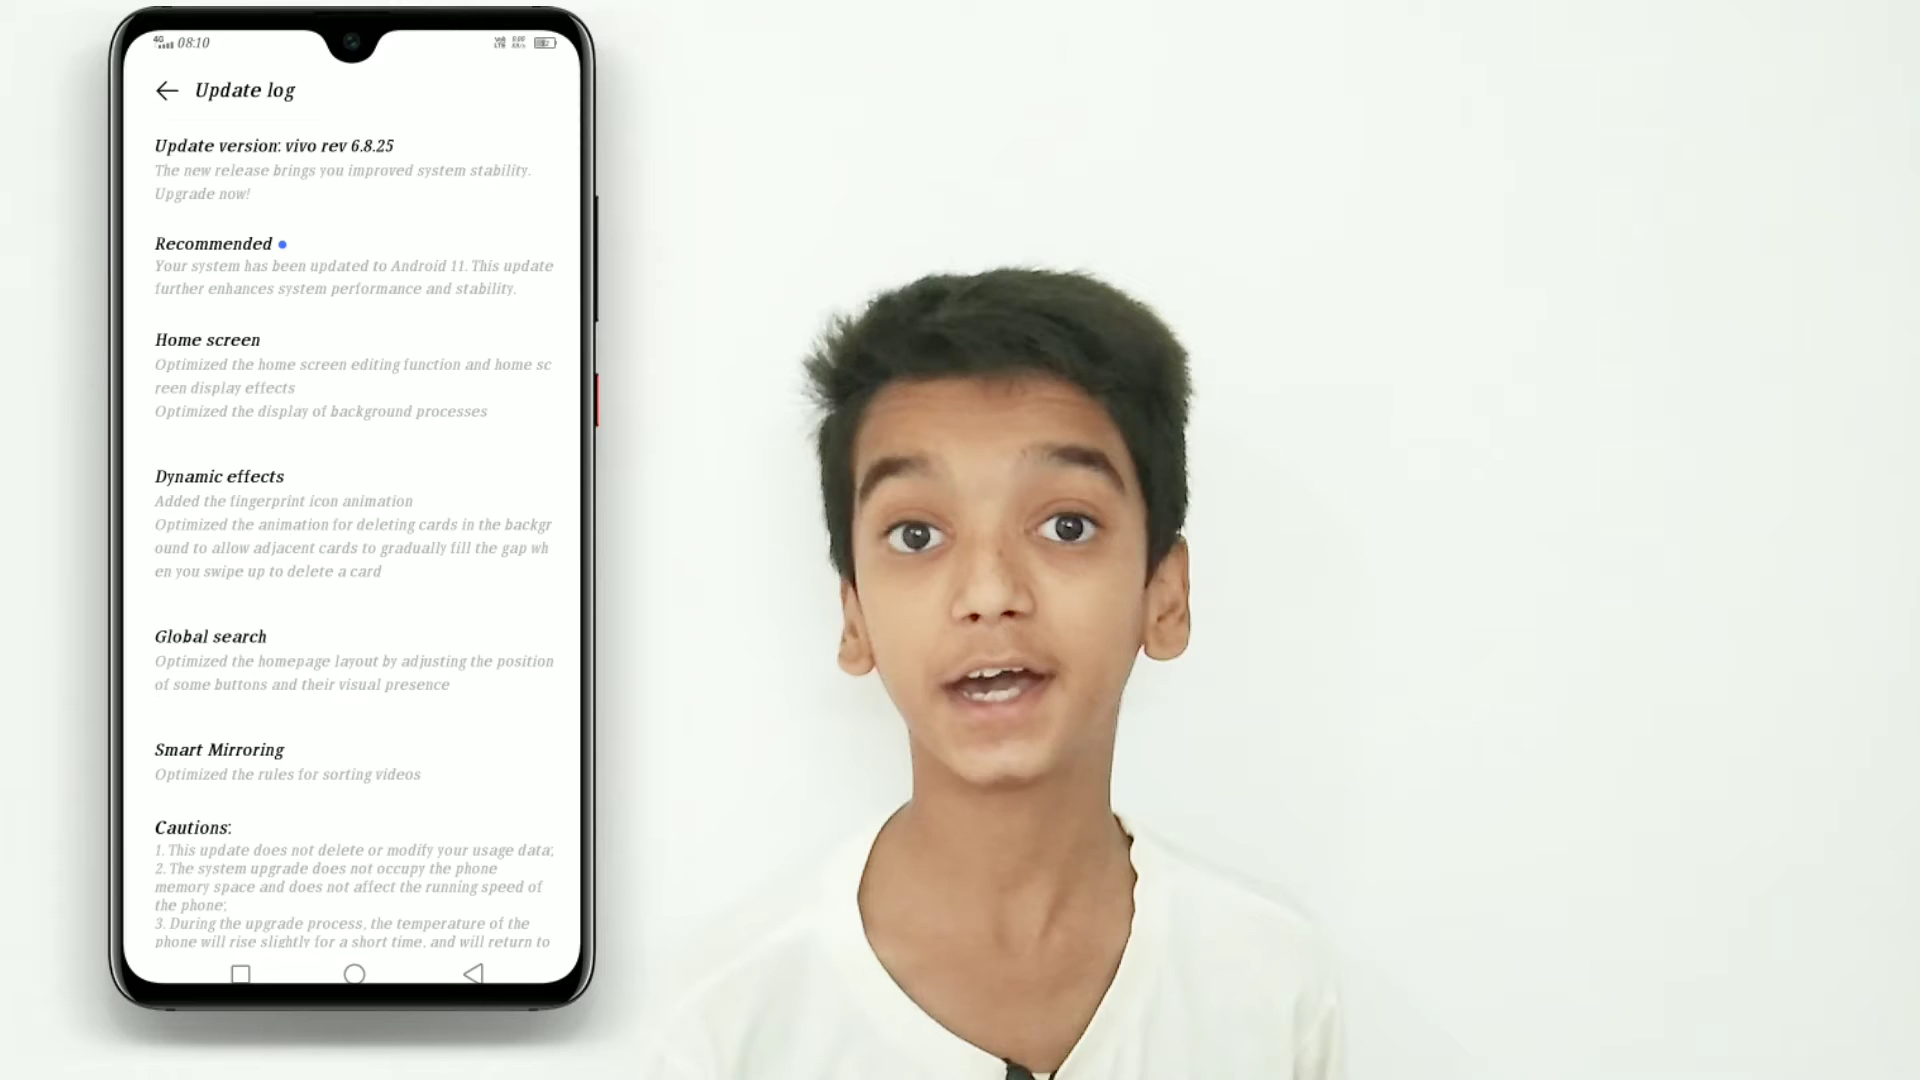 4G 08:10
Update log
Update version: vivo rev 6.8.25
The new release brings you improved system stability.
Upgrade now!
Recommended
Your system has been updated to Android 11. This update
further enhances system performance and stability.
Home screen
Optimized the home screen editing function and home sc
reen display effects
Optimized the display of background processes
Dynamic effects
Added the fingerprint icon animation
Optimized the animation for deleting cards in the backgr
ound to allow adjacent cards to gradually fill the gap wh
en you swipe up to delete a card
Global search
Optimized the homepage layout by adjusting the position
of some buttons and their visual presence
Smart Mirroring
Optimized the rules for sorting videos
Cautions:
1. This update does not delete or modify your usage data;
2. The system upgrade does not occupy the phone
memory space and does not affect the running speed of
the phone;
3. During the upgrade process, the temperature of the
phone will rise slightly for a short time, and will return to